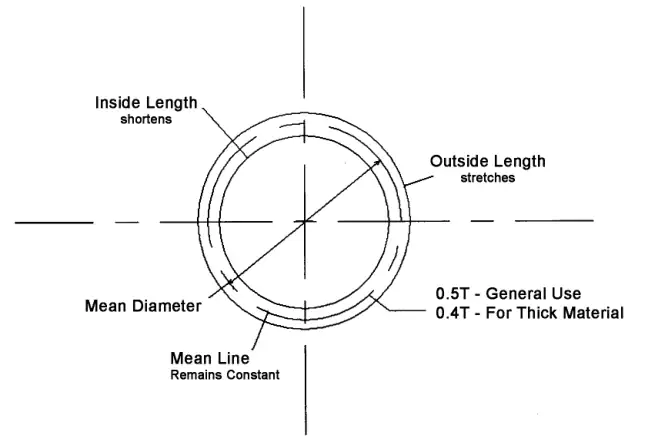 Inside Length
shortens
Outside Length
stretches
Mean Diameter
0.5T - General Use
0.4T - For Thick Material
Mean Line
Remains Constant